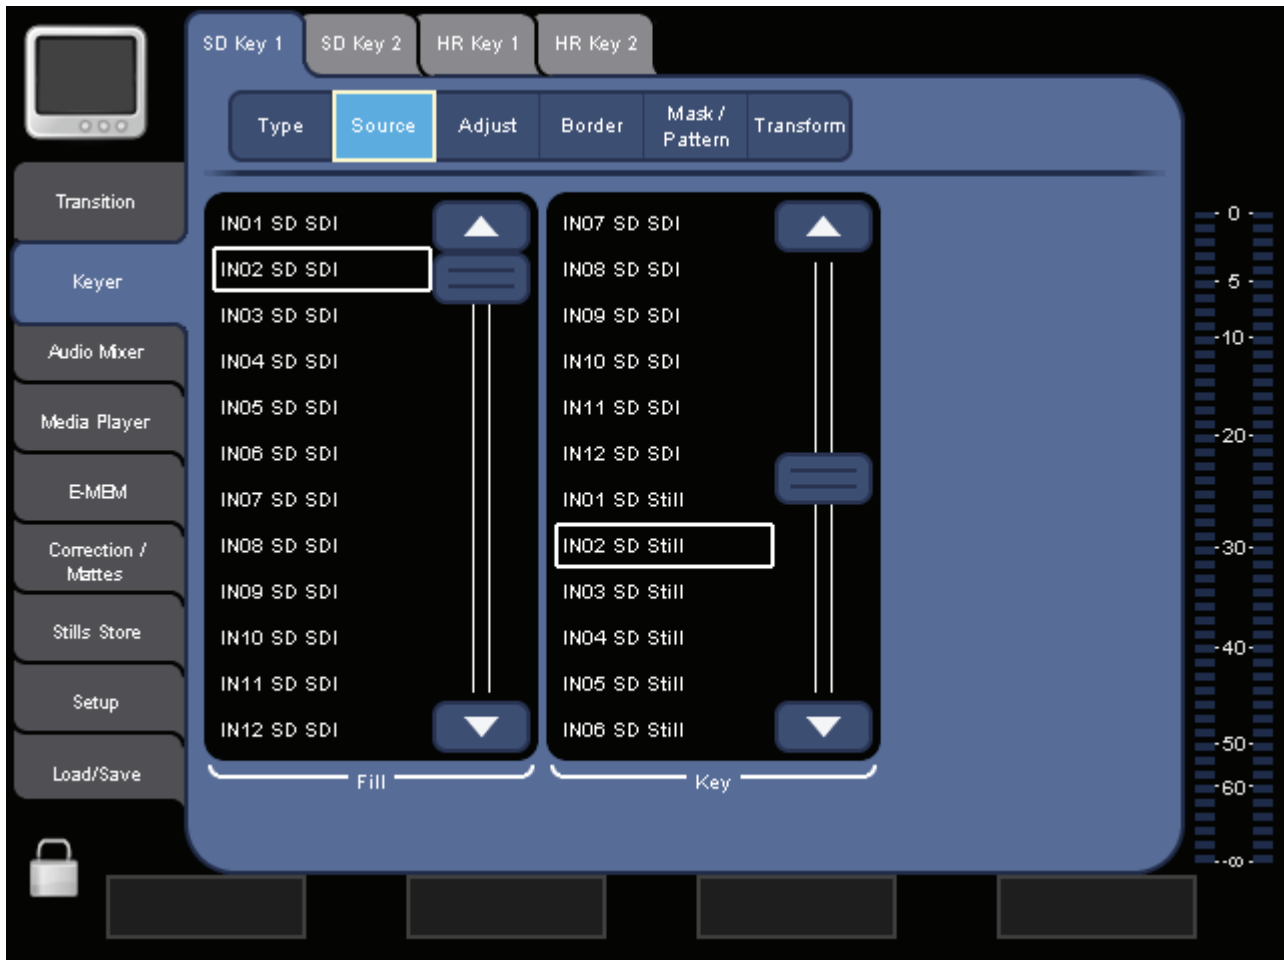 SD Key 1
SD Key 2
HR Key 1
HR Key 2
Type
Source
Adjust
Border
Mask /
Pattern
Transform
Transition
Keyer
Audio Mixer
Media Player
E-MEM
Correction /
Mattes
Stills Store
Setup
Load/Save
IN01 SD SDI
IN02 SD SDI
IN03 SD SDI
IN04 SD SDI
IN05 SD SDI
IN06 SD SDI
IN07 SD SDI
IN08 SD SDI
IN09 SD SDI
IN10 SD SDI
IN11 SD SDI
IN12 SD SDI
Fill
IN07 SD SDI
IN08 SD SDI
IN09 SD SDI
IN10 SD SDI
IN11 SD SDI
IN12 SD SDI
IN01 SD Still
IN02 SD Still
IN03 SD Still
IN04 SD Still
IN05 SD Still
IN06 SD Still
Key
- 0 -
- 5 -
-10-
-20-
-30-
-40-
-50-
-60-
--∞-